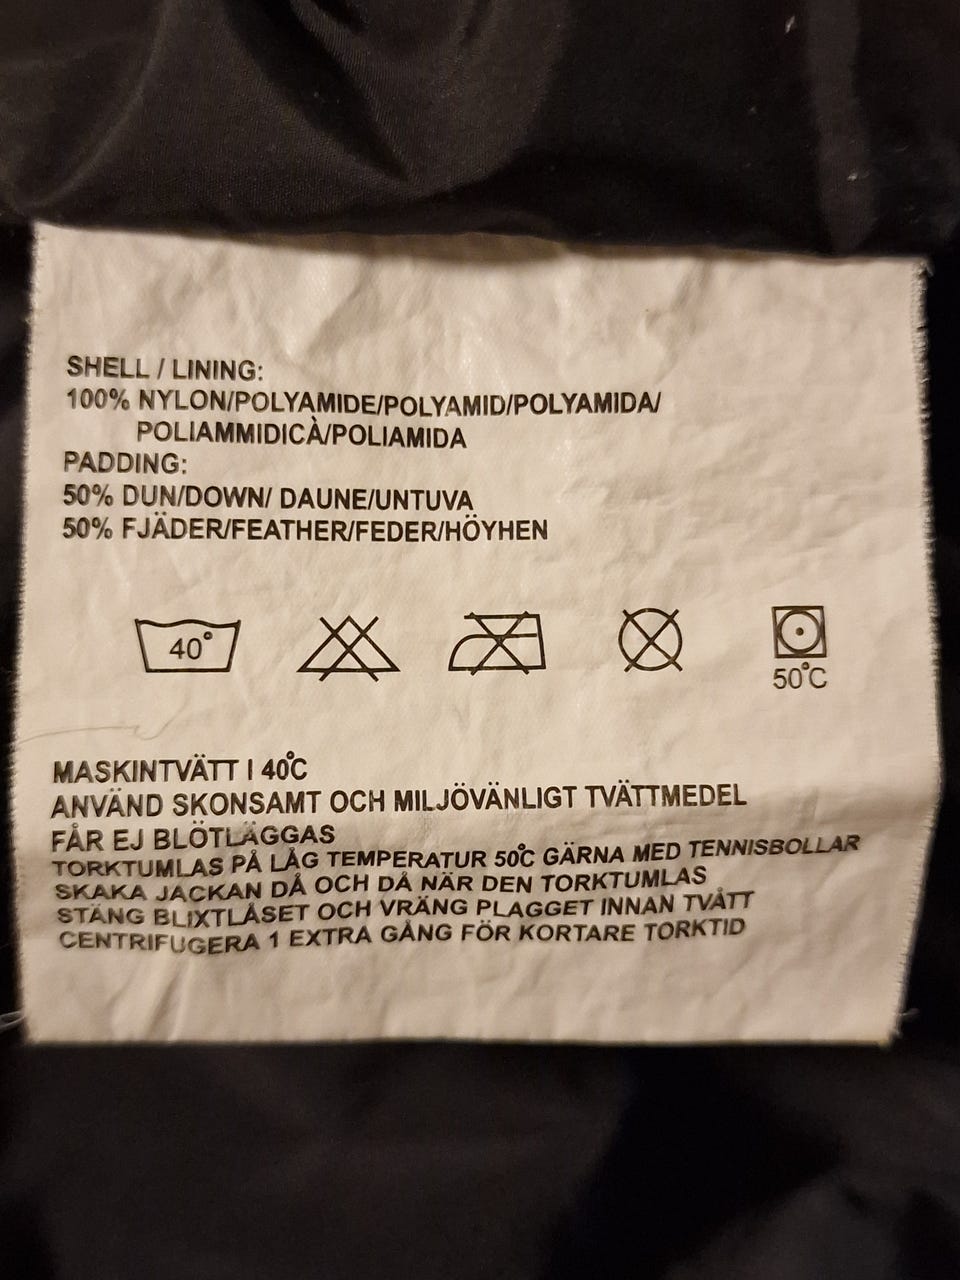 SHELL / LINING:
100% NYLON/POLYAMIDE/POLYAMID/POLYAMIDA/
POLIAMMIDICÀ/POLIAMIDA
PADDING:
50% DUN/DOWN/ DAUNE/UNTUVA
50% FJÄDER/FEATHER/FEDER/HÖYHEN
40°
50°C
MASKINTVÄTT I 40°C
ANVÄND SKONSAMT OCH MILJÖVÄNLIGT TVÄTTMEDEL
FÅR EJ BLÖTLÄGGAS
TORKTUMLAS PÅ LÅG TEMPERATUR 50°C GÄRNA MED TENNISBOLLAR
SKAKA JACKAN DÅ OCH DÅ NÄR DEN TORKTUMLAS
STÄNG BLIXTLÅSET OCH VRÄNG PLAGGET INNAN TVÄTT
CENTRIFUGERA 1 EXTRA GÅNG FÖR KORTARE TORKTID